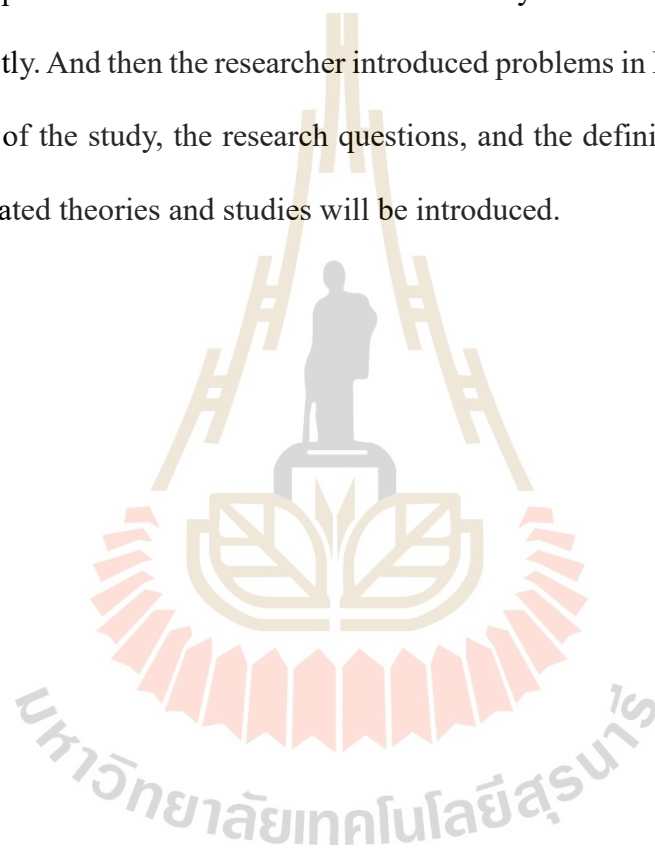 tly. And then the researcher introduced problems in
of the study, the research questions, and the defini
ated theories and studies will be introduced.
มหาวิทยาลัยเทคโนโลยีสุรนารี